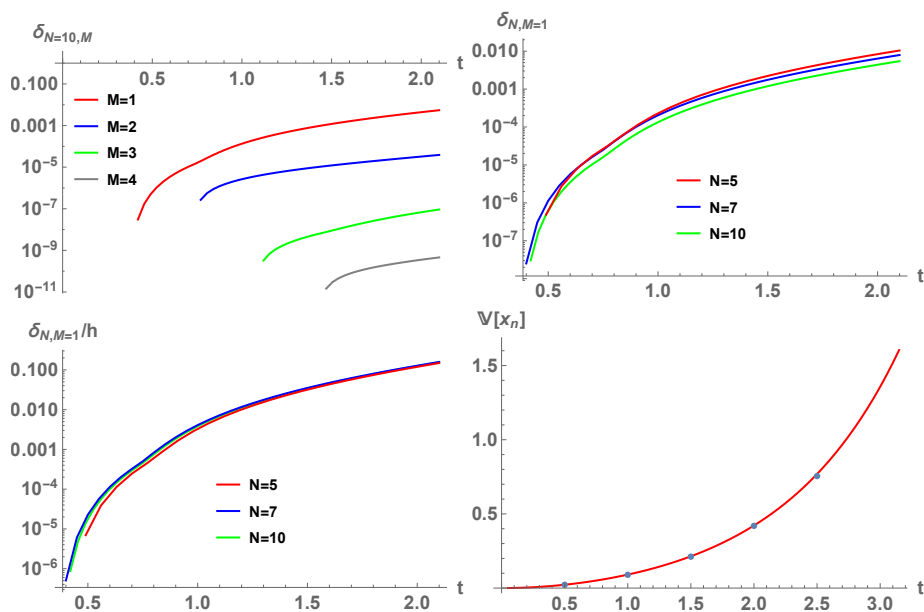 δ_{N=10,M}
t
0.5 1.0 1.5 2.0
0.100
0.001
10^{-5}
10^{-7}
10^{-9}
10^{-11}
M=1
M=2
M=3
M=4
δ_{N,M=1}
0.010
0.001
10^{-4}
10^{-5}
10^{-6}
10^{-7}
N=5
N=7
N=10
0.5 1.0 1.5 2.0
t
δ_{N,M=1}/h
0.100
0.010
0.001
10^{-4}
10^{-5}
10^{-6}
N=5
N=7
N=10
0.5 1.0 1.5 2.0
t
𝕍[x_n]
1.5
1.0
0.5
0.5 1.0 1.5 2.0 2.5 3.0
t